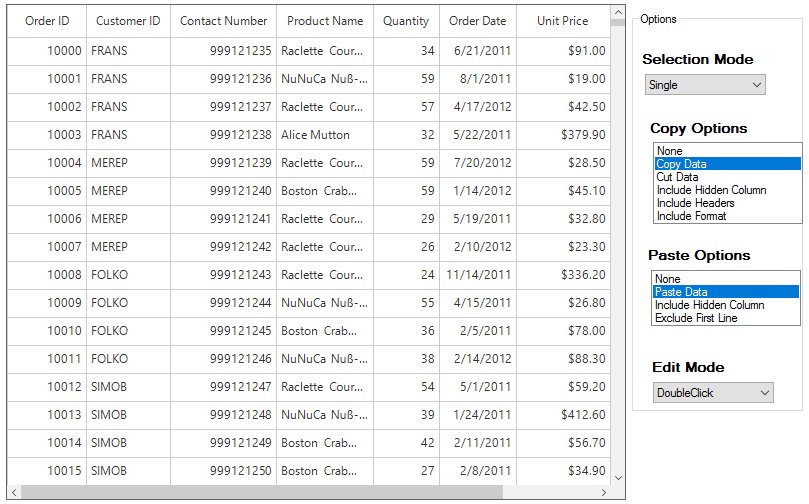 Order ID Customer ID Contact Number Product Name Quantity Order Date Unit Price
10000 FRANS 999121235 Raclette Cour... 34 6/21/2011 $91.00
10001 FRANS 999121236 NuNuCa Nuß-... 59 8/1/2011 $19.00
10002 FRANS 999121237 Raclette Cour... 57 4/17/2012 $42.50
10003 FRANS 999121238 Alice Mutton 32 5/22/2011 $379.90
10004 MEREP 999121239 Raclette Cour... 59 7/20/2012 $28.50
10005 MEREP 999121240 Boston Crab... 59 1/14/2012 $45.10
10006 MEREP 999121241 Raclette Cour... 29 5/19/2011 $32.80
10007 MEREP 999121242 Raclette Cour... 26 2/10/2012 $23.30
10008 FOLKO 999121243 Raclette Cour... 24 11/14/2011 $336.20
10009 FOLKO 999121244 NuNuCa Nuß-... 55 4/15/2011 $26.80
10010 FOLKO 999121245 Boston Crab... 36 2/5/2011 $78.00
10011 FOLKO 999121246 NuNuCa Nuß-... 38 2/14/2012 $88.30
10012 SIMOB 999121247 Raclette Cour... 54 5/1/2011 $59.20
10013 SIMOB 999121248 NuNuCa Nuß-... 39 1/24/2011 $412.60
10014 SIMOB 999121249 Boston Crab... 42 2/11/2011 $56.70
10015 SIMOB 999121250 Boston Crab... 27 2/8/2011 $34.90
Options
Selection Mode
Single
Copy Options
None
Copy Data
Cut Data
Include Hidden Column
Include Headers
Include Format
Paste Options
None
Paste Data
Include Hidden Column
Exclude First Line
Edit Mode
DoubleClick